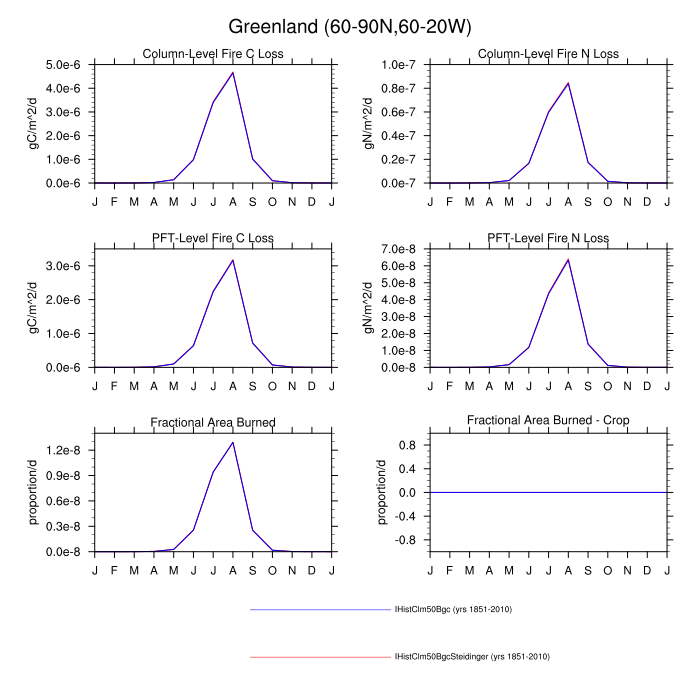 Greenland (60-90N,60-20W)
Column-Level Fire C Loss
gC/m^2/d
5.0e-6
4.0e-6
3.0e-6
2.0e-6
1.0e-6
0.0e-6
J F M A M J J A S O N D J
Column-Level Fire N Loss
gN/m^2/d
1.0e-7
0.8e-7
0.6e-7
0.4e-7
0.2e-7
0.0e-7
J F M A M J J A S O N D J
PFT-Level Fire C Loss
gC/m^2/d
3.0e-6
2.0e-6
1.0e-6
0.0e-6
J F M A M J J A S O N D J
PFT-Level Fire N Loss
gN/m^2/d
7.0e-8
6.0e-8
5.0e-8
4.0e-8
3.0e-8
2.0e-8
1.0e-8
0.0e-8
J F M A M J J A S O N D J
Fractional Area Burned
proportion/d
1.2e-8
0.9e-8
0.6e-8
0.3e-8
0.0e-8
J F M A M J J A S O N D J
Fractional Area Burned - Crop
proportion/d
0.8
0.4
0.0
-0.4
-0.8
J F M A M J J A S O N D J
IHistClm50Bgc (yrs 1851-2010)
IHistClm50BgcSteidinger (yrs 1851-2010)